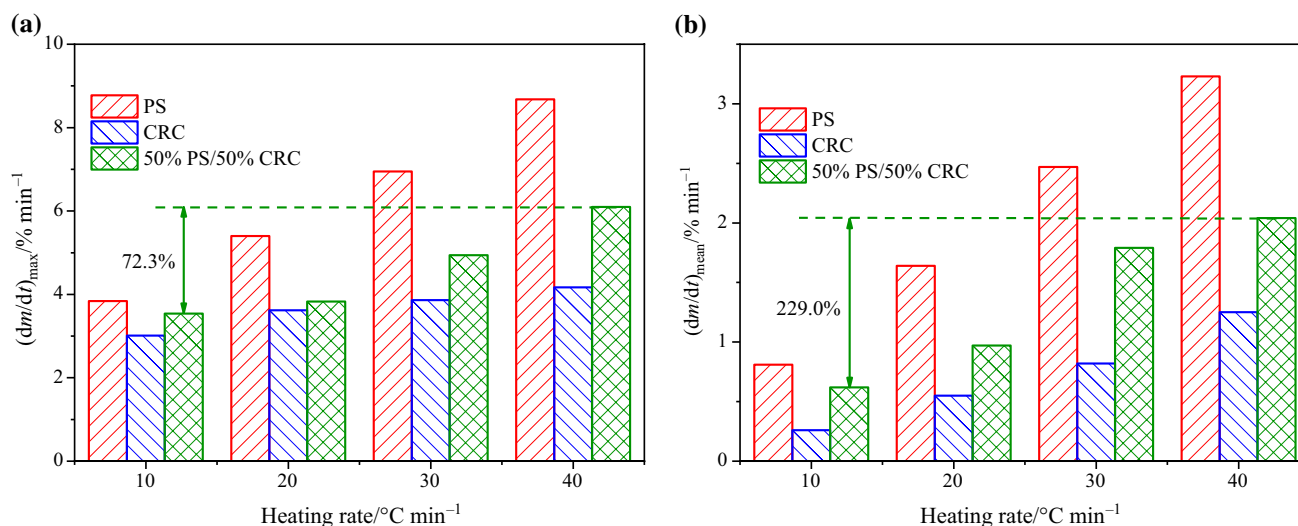 (a)
(dm/dt)max/% min⁻¹
10
8
6
4
2
0
PS
CRC
50% PS/50% CRC
72.3%
10 20 30 40
Heating rate/°C min⁻¹
(b)
(dm/dt)mean/% min⁻¹
3
2
1
0
PS
CRC
50% PS/50% CRC
229.0%
10 20 30 40
Heating rate/°C min⁻¹